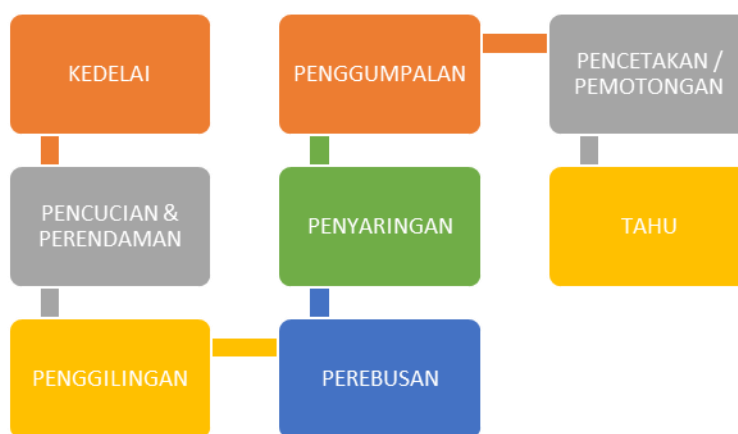 KEDELAI
PENCUCIAN &
PERENDAMAN
PENGGILINGAN
PEREBUSAN
PENYARINGAN
PENGGUMPALAN
PENCETAKAN /
PEMOTONGAN
TAHU